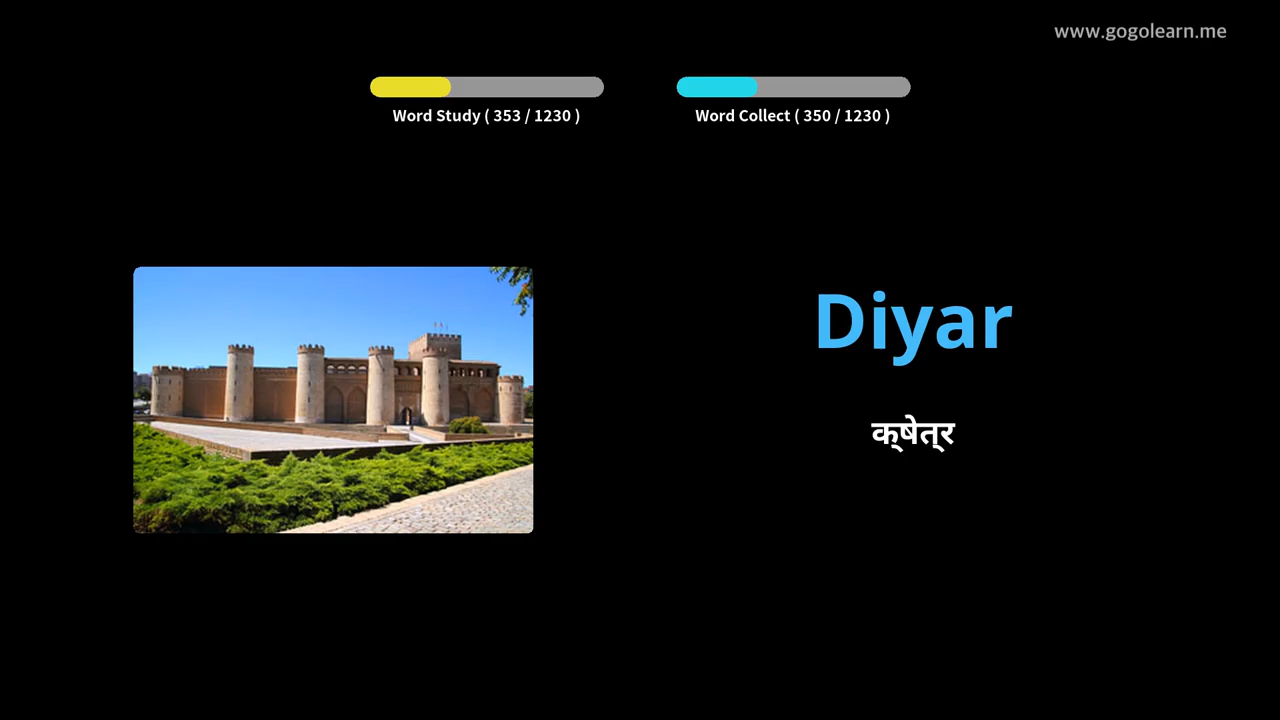 www.gogolearn.me
Word Study ( 353 / 1230 )
Word Collect ( 350 / 1230 )
Diyar
क्षेत्र